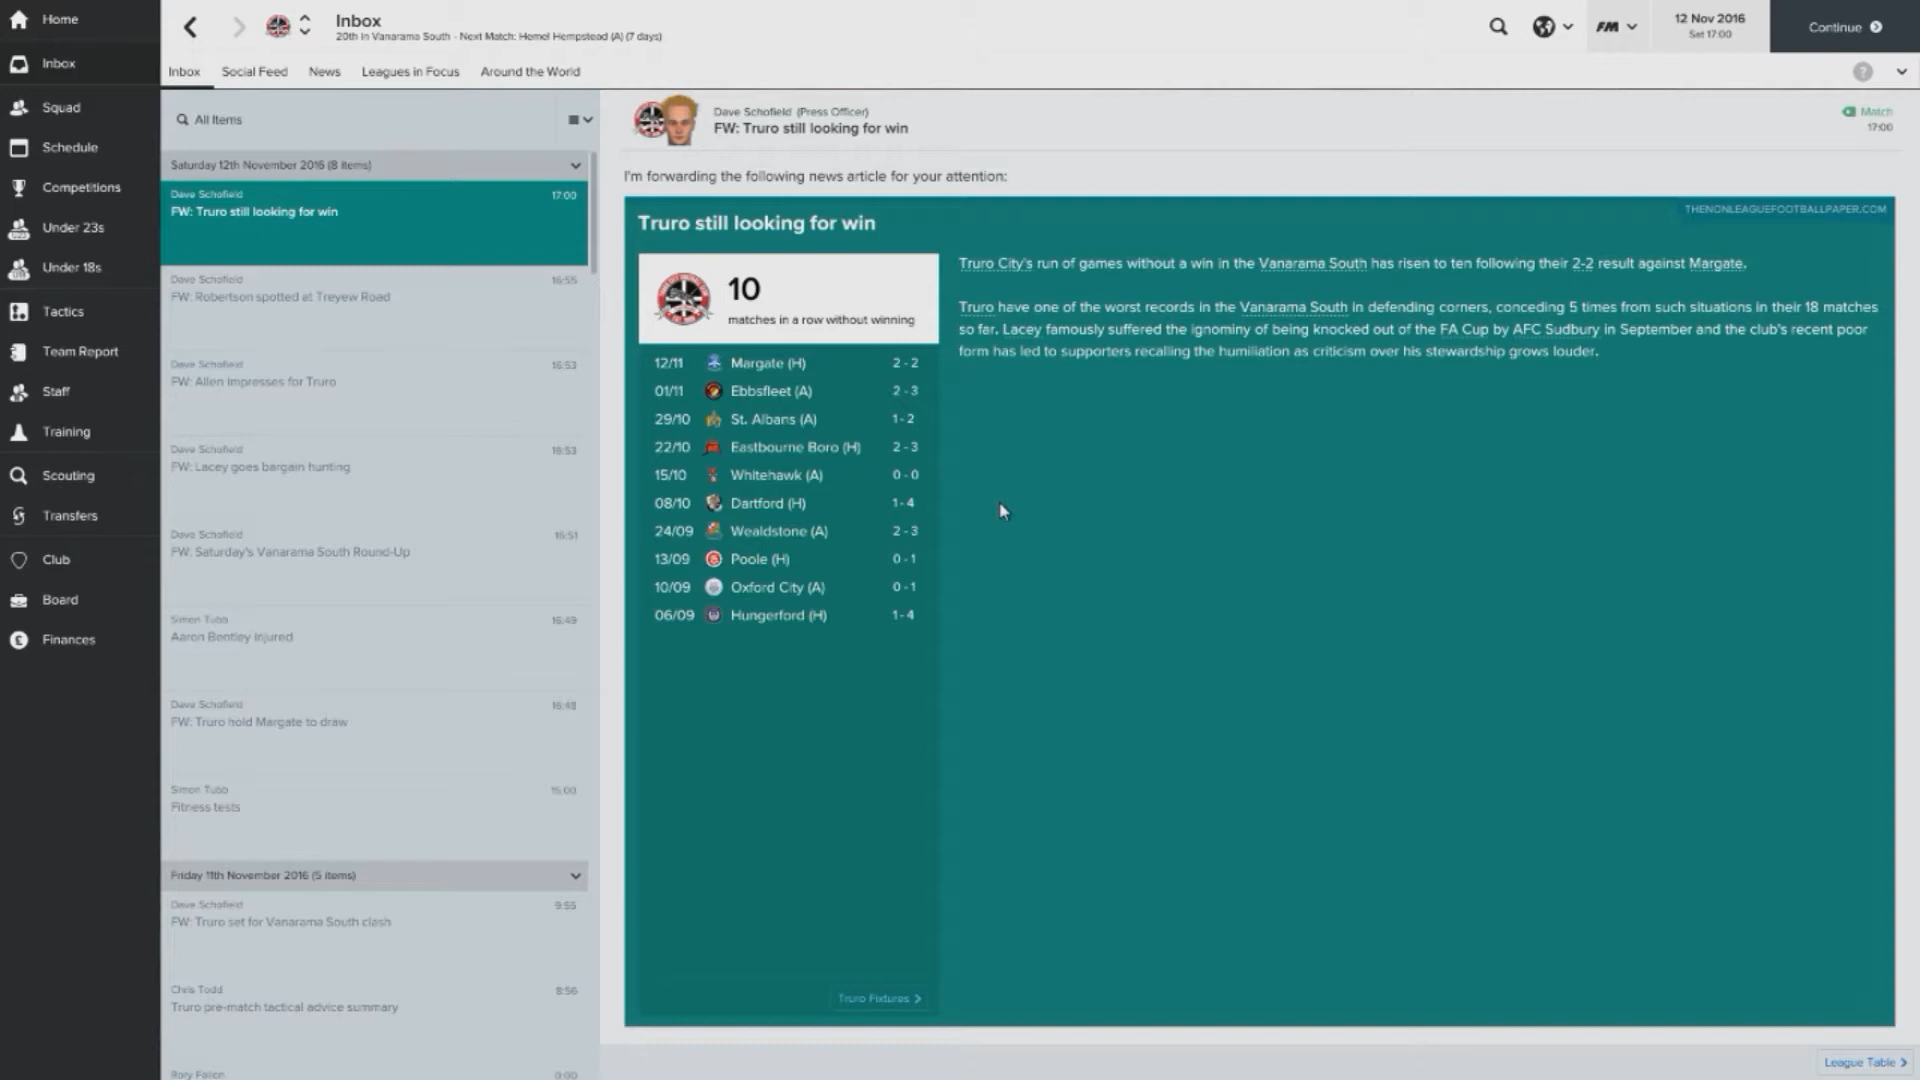 Home
Inbox
Squad
Schedule
Competitions
Under 23s
Under 18s
Tactics
Team Report
Staff
Training
Scouting
Transfers
Club
Board
Finances
Inbox
20th in Vanarama South - Next Match: Hemel Hempstead (A) (7 days)
FM
12 Nov 2016
Sat 17:00
Continue
Inbox Social Feed News Leagues in Focus Around the World
All Items
Saturday 12th November 2016 (8 items)
Dave Schofield 17:00
FW: Truro still looking for win
Dave Schofield 16:55
FW: Robertson spotted at Treyew Road
Dave Schofield 16:53
FW: Allen impresses for Truro
Dave Schofield 16:53
FW: Lacey goes bargain hunting
Dave Schofield 16:51
FW: Saturday's Vanarama South Round-Up
Simon Tubb 16:49
Aaron Bentley injured
Dave Schofield 16:48
FW: Truro hold Margate to draw
Simon Tubb 15:00
Fitness tests
Friday 11th November 2016 (5 items)
Dave Schofield 9:55
FW: Truro set for Vanarama South clash
Chris Todd 8:56
Truro pre-match tactical advice summary
Rory Fallon 0:00
Dave Schofield (Press Officer)
FW: Truro still looking for win
Match
17:00
I'm forwarding the following news article for your attention:
THENONLEAGUEFOOTBALLPAPER.COM
Truro still looking for win
10
matches in a row without winning
12/11 Margate (H) 2 - 2
01/11 Ebbsfleet (A) 2 - 3
29/10 St. Albans (A) 1 - 2
22/10 Eastbourne Boro (H) 2 - 3
15/10 Whitehawk (A) 0 - 0
08/10 Dartford (H) 1 - 4
24/09 Wealdstone (A) 2 - 3
13/09 Poole (H) 0 - 1
10/09 Oxford City (A) 0 - 1
06/09 Hungerford (H) 1 - 4
Truro Fixtures
Truro City's run of games without a win in the Vanarama South has risen to ten following their 2-2 result against Margate.
Truro have one of the worst records in the Vanarama South in defending corners, conceding 5 times from such situations in their 18 matches
so far. Lacey famously suffered the ignominy of being knocked out of the FA Cup by AFC Sudbury in September and the club's recent poor
form has led to supporters recalling the humiliation as criticism over his stewardship grows louder.
League Table